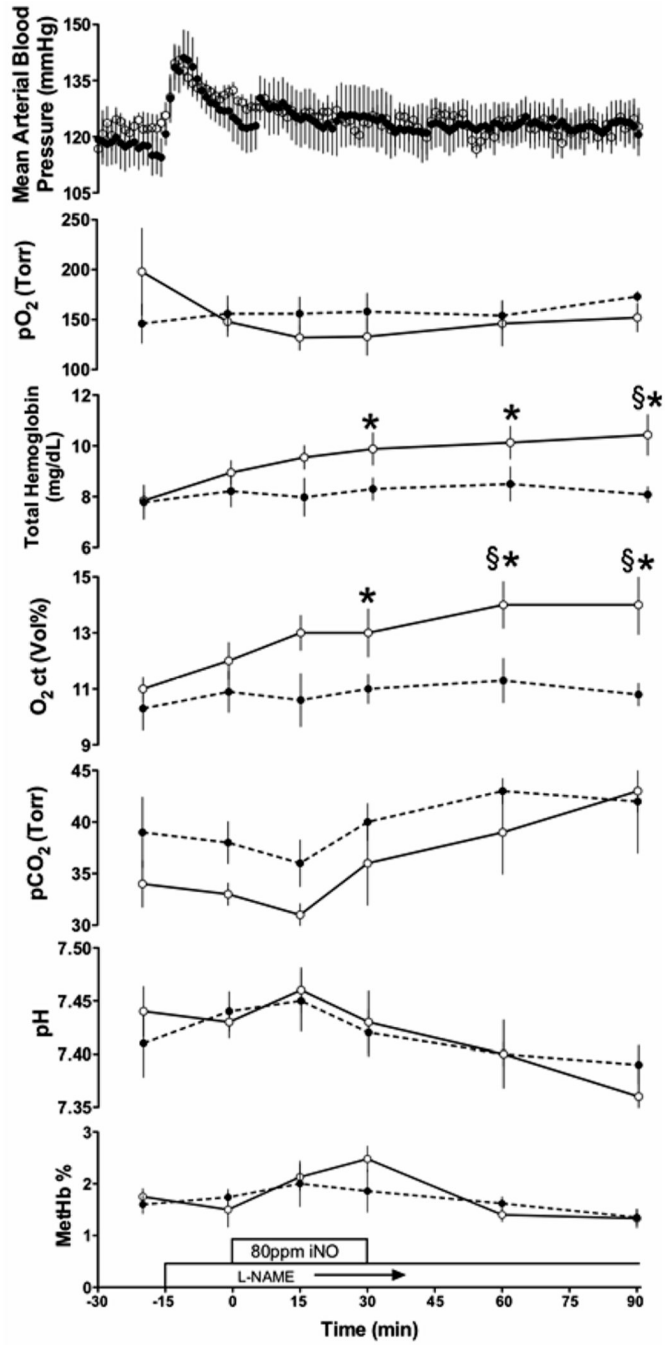 Mean Arterial Blood
Pressure (mmHg)
150
135
120
105
pO2 (Torr)
250
200
150
100
Total Hemoglobin
(mg/dL)
12
10
8
6
*
*
§*
O2 ct (Vol%)
15
13
11
9
*
§*
§*
pCO2 (Torr)
45
40
35
30
pH
7.50
7.45
7.40
7.35
MetHb %
3
2
1
0
80ppm iNO
L-NAME
-30 -15 0 15 30 45 60 75 90
Time (min)